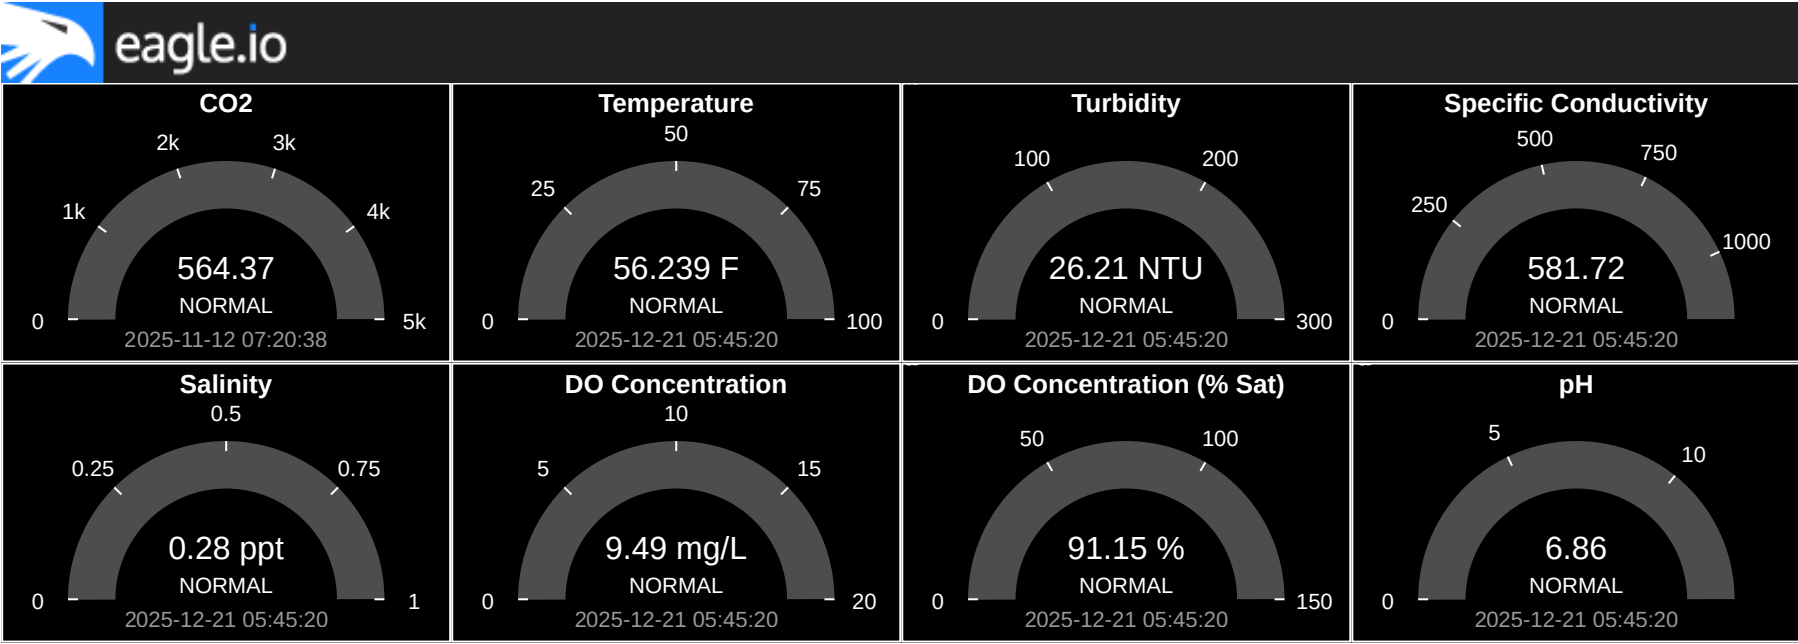 eagle.io
CO2
2k
3k
1k
4k
0
5k
564.37
NORMAL
2025-11-12 07:20:38
Temperature
50
25
75
0
100
56.239 F
NORMAL
2025-12-21 05:45:20
Turbidity
100
200
0
300
26.21 NTU
NORMAL
2025-12-21 05:45:20
Specific Conductivity
500
750
250
1000
0
581.72
NORMAL
2025-12-21 05:45:20
Salinity
0.5
0.25
0.75
0
1
0.28 ppt
NORMAL
2025-12-21 05:45:20
DO Concentration
10
5
15
0
20
9.49 mg/L
NORMAL
2025-12-21 05:45:20
DO Concentration (% Sat)
50
100
0
150
91.15 %
NORMAL
2025-12-21 05:45:20
pH
5
10
0
6.86
NORMAL
2025-12-21 05:45:20